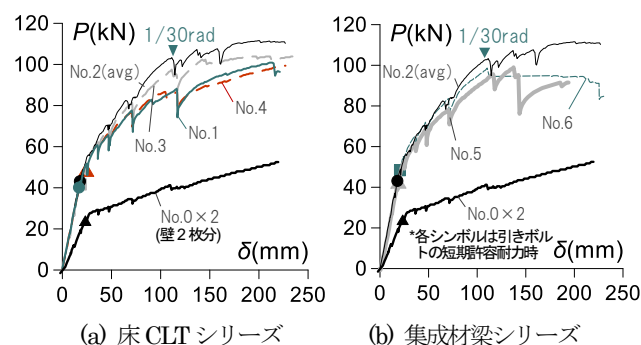 P(kN)
1/30rad
120
100
80
60
40
20
0
No.2(avg)
No.4
No.1
No.3
No.0×2
(壁２枚分)
δ(mm)
0 50 100 150 200 250
(a) 床 CLT シリーズ
P(kN)
1/30rad
120
100
80
60
40
20
0
No.2(avg)
No.6
No.5
No.0×2
*各シンボルは引きボル
トの短期許容耐力時
δ(mm)
0 50 100 150 200 250
(b) 集成材梁シリーズ